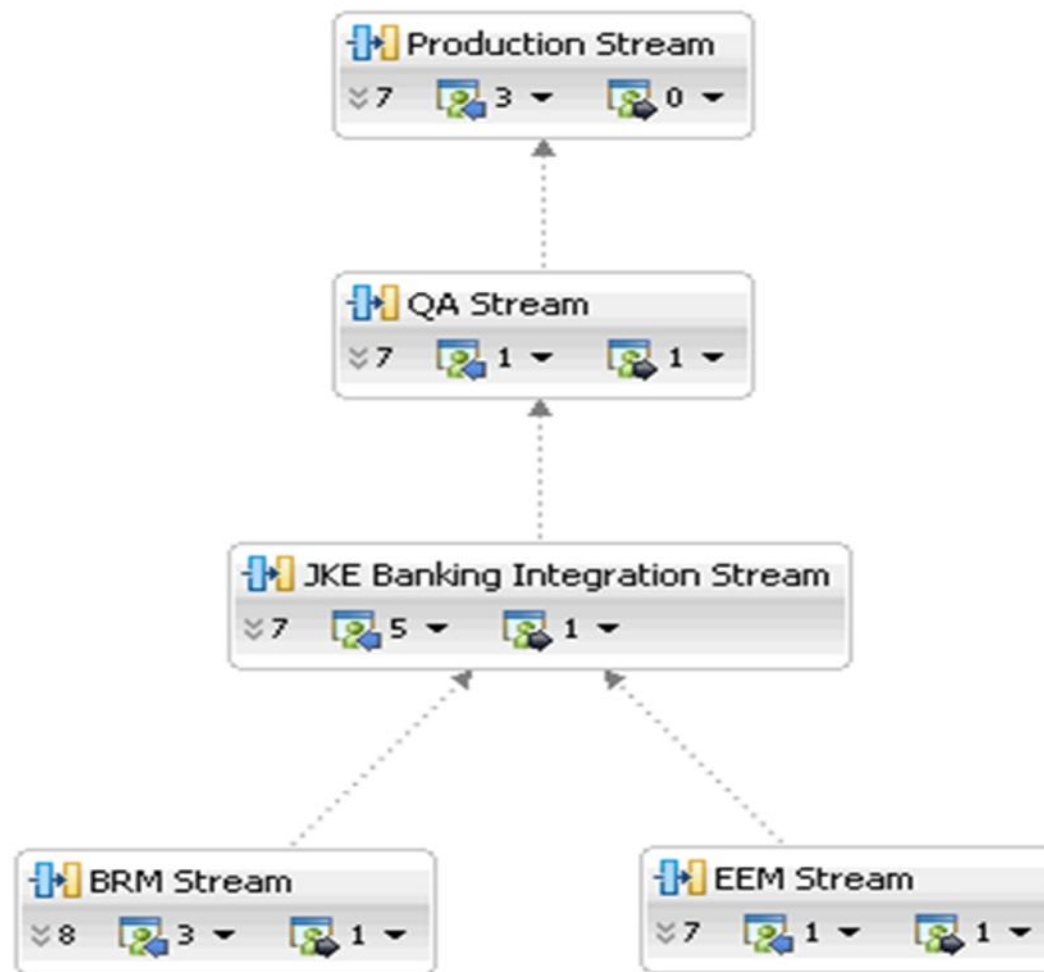 Production Stream
7 3 0
QA Stream
7 1 1
JKE Banking Integration Stream
7 5 1
BRM Stream
8 3 1
EEM Stream
7 1 1